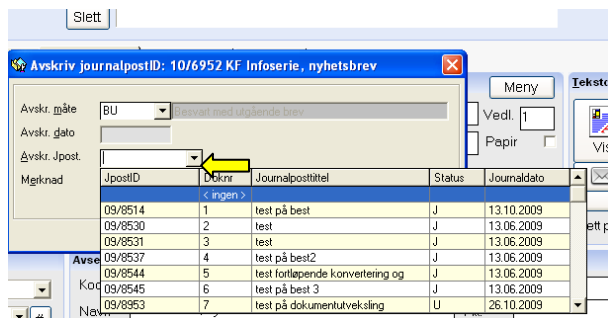 Slett
Avskriv journalpostID: 10/6952 KF Infoserie, nyhetsbrev
Meny
Teksto
Avskr. måte BU Besvart med utgående brev
Vedl. 1
Avskr. dato
Papir
Vis
Avskr. Jpost.
Merknad
JpostID Doknr Journalposttittel Status Journaldato
< ingen >
09/8514 1 test på best J 13.10.2009
09/8530 2 test J 13.06.2009
09/8531 3 test J 13.06.2009
09/8537 4 test på best2 J 13.06.2009
09/8544 5 test fortløpende konvertering og J 13.06.2009
09/8545 6 test på best 3 J 13.06.2009
09/8953 7 test på dokumentutveksling U 26.10.2009
ett p
Avse
Kod
Nav
#